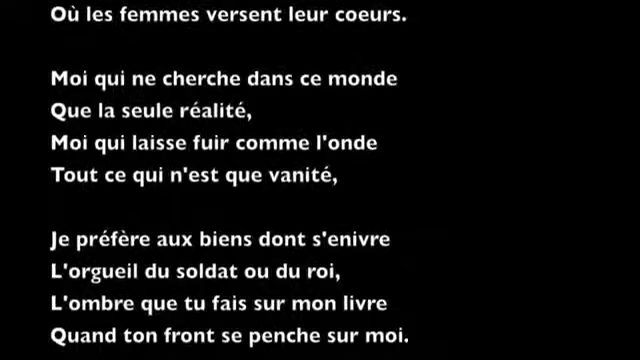 Où les femmes versent leur coeurs.
Moi qui ne cherche dans ce monde
Que la seule réalité,
Moi qui laisse fuir comme l'onde
Tout ce qui n'est que vanité,
Je préfère aux biens dont s'enivre
L'orgueil du soldat ou du roi,
L'ombre que tu fais sur mon livre
Quand ton front se penche sur moi.